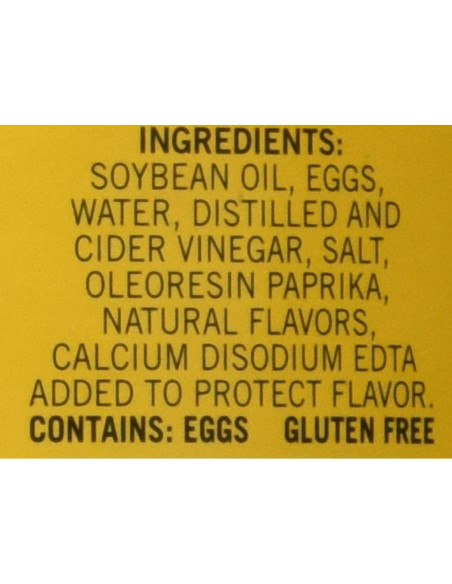 INGREDIENTS:
SOYBEAN OIL, EGGS,
WATER, DISTILLED AND
CIDER VINEGAR, SALT,
OLEORESIN PAPRIKA,
NATURAL FLAVORS,
CALCIUM DISODIUM EDTA
ADDED TO PROTECT FLAVOR.
CONTAINS: EGGS GLUTEN FREE